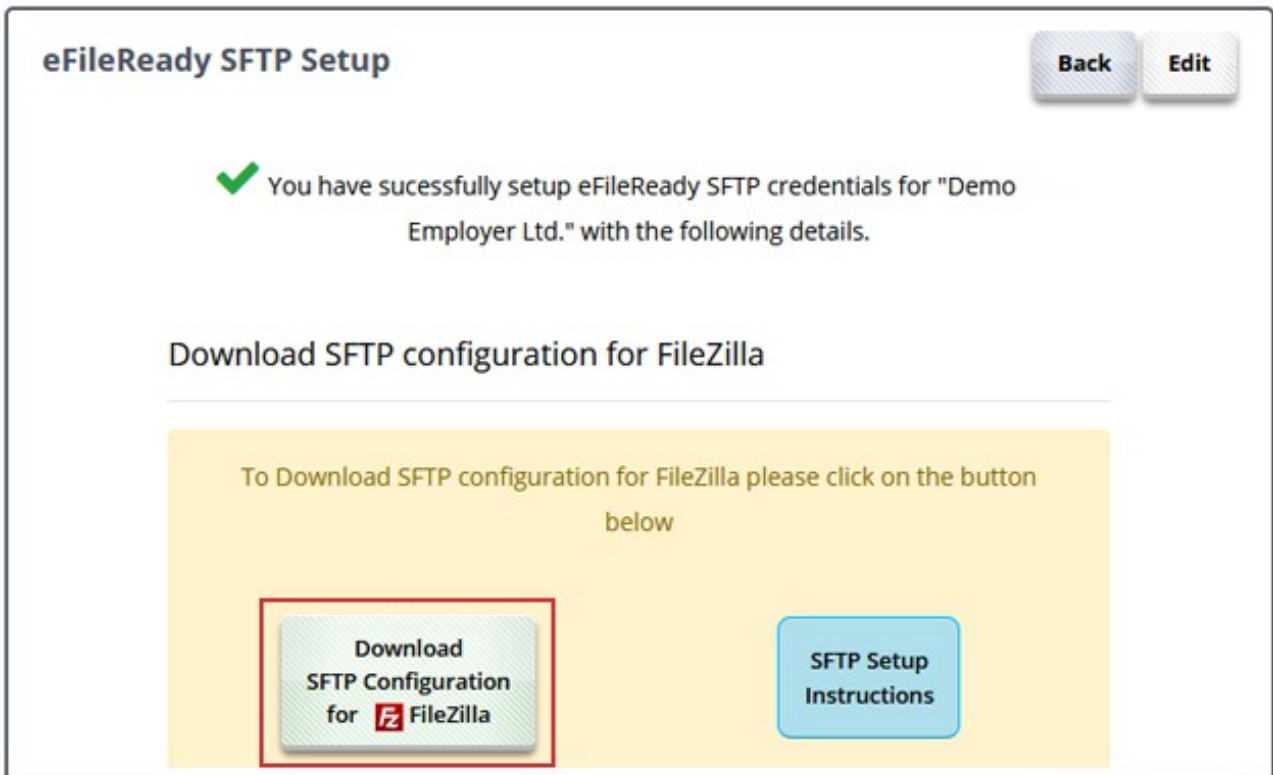 eFileReady SFTP Setup
Back
Edit
You have sucessfully setup eFileReady SFTP credentials for "Demo
Employer Ltd." with the following details.
Download SFTP configuration for FileZilla
To Download SFTP configuration for FileZilla please click on the button
below
Download
SFTP Configuration
for Fz FileZilla
SFTP Setup
Instructions